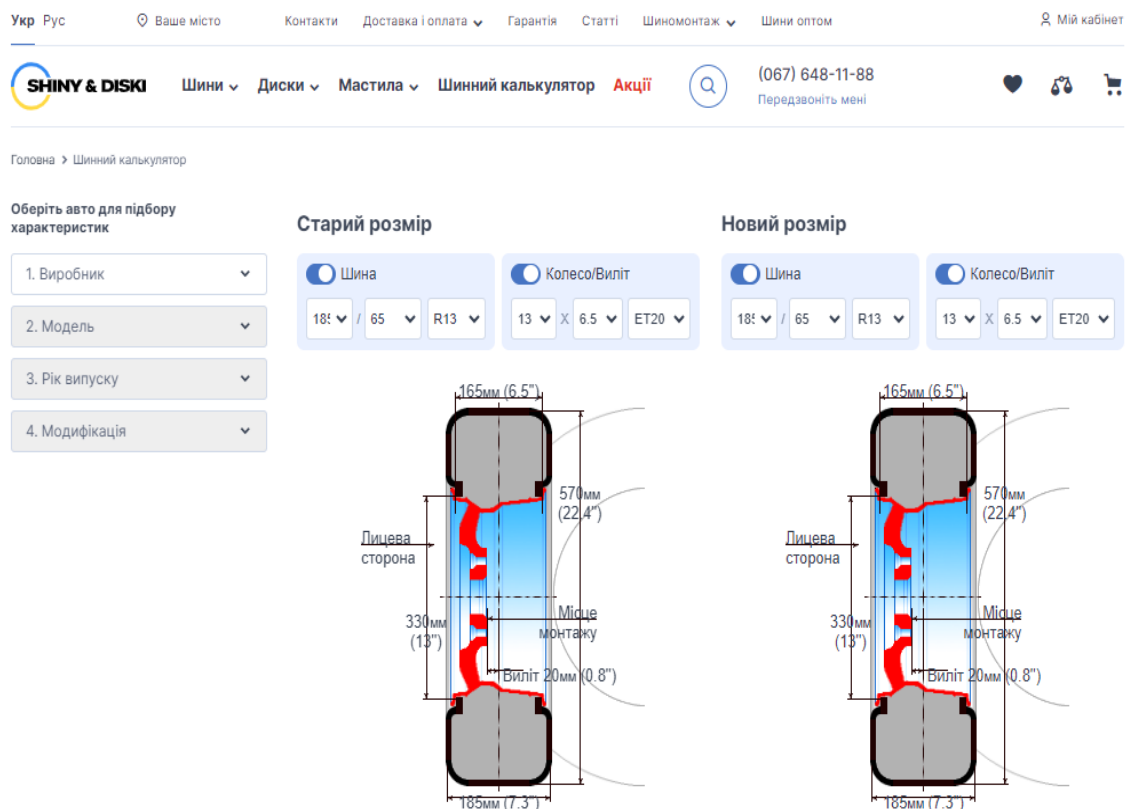 Укр Рус Ваше місто Контакти Доставка і оплата Гарантія Статті Шиномонтаж Шини оптом Мій кабінет
SHINY & DISKI Шини Диски Мастила Шинний калькулятор Акції (067) 648-11-88
Передзвоніть мені
Головна > Шинний калькулятор
Оберіть авто для підбору
характеристик
1. Виробник
2. Модель
3. Рік випуску
4. Модифікація
Старий розмір
Шина Колесо/Виліт
185 / 65 R13 13 X 6.5 ET20
165мм (6.5")
570мм
(22.4")
Лицева
сторона
330мм
(13")
Місце
монтажу
Виліт 20мм (0.8")
185мм (7.3")
Новий розмір
Шина Колесо/Виліт
185 / 65 R13 13 X 6.5 ET20
165мм (6.5")
570мм
(22.4")
Лицева
сторона
330мм
(13")
Місце
монтажу
Виліт 20мм (0.8")
185мм (7.3")